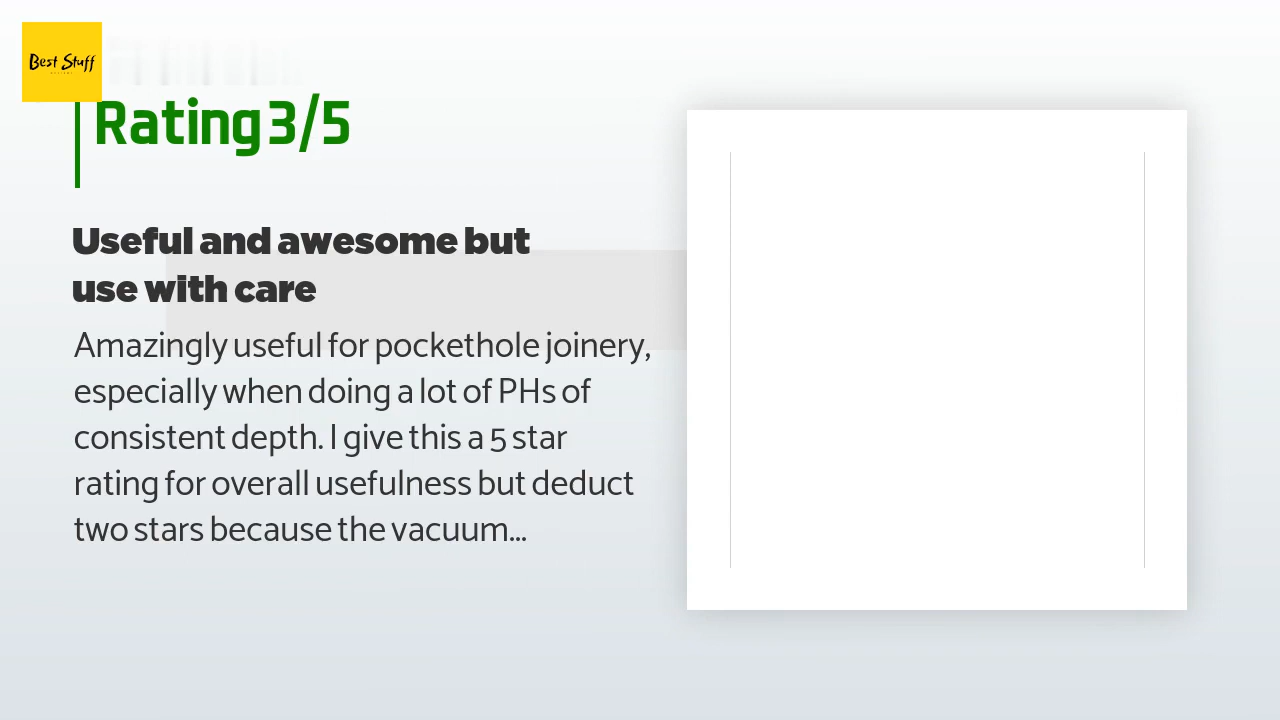 Best Stuff
Rating 3/5
Useful and awesome but
use with care
Amazingly useful for pockethole joinery,
especially when doing a lot of PHs of
consistent depth. I give this a 5 star
rating for overall usefulness but deduct
two stars because the vacuum...